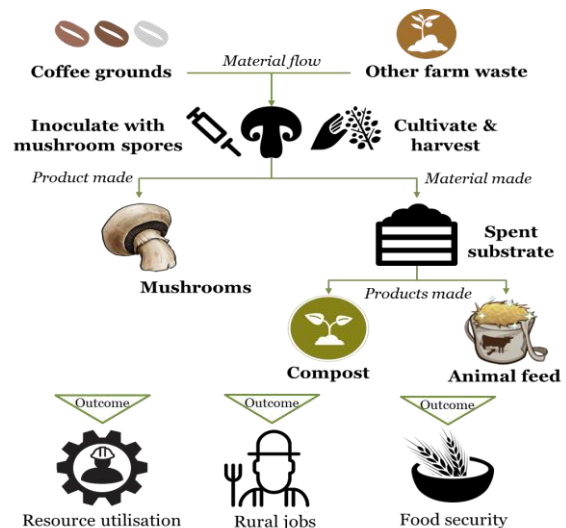 Coffee grounds
Material flow
Other farm waste
Inoculate with
mushroom spores
Cultivate &
harvest
Product made
Material made
Mushrooms
Spent
substrate
Products made
Compost
Animal feed
Outcome
Outcome
Outcome
Resource utilisation
Rural jobs
Food security